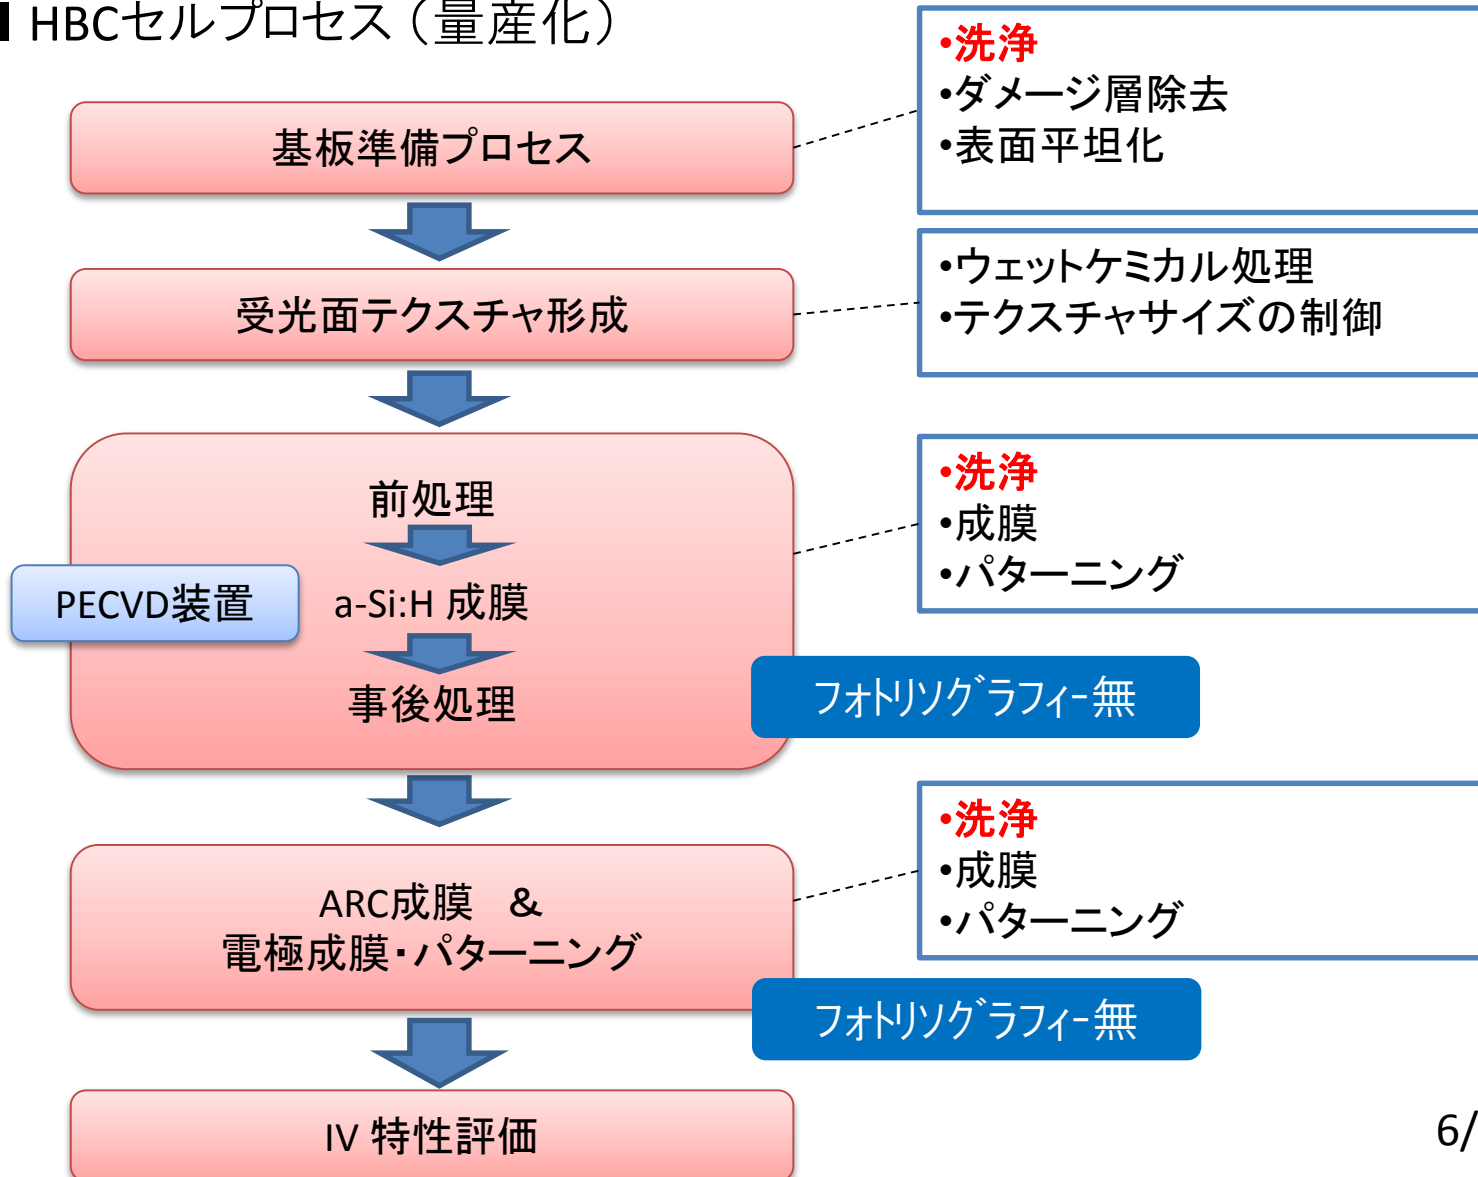 HBCセルプロセス（量産化）
基板準備プロセス
•洗浄
•ダメージ層除去
•表面平坦化
受光面テクスチャ形成
•ウェットケミカル処理
•テクスチャサイズの制御
前処理
PECVD装置
a-Si:H 成膜
事後処理
•洗浄
•成膜
•パターニング
フォトリソグラフィー無
ARC成膜　&
電極成膜・パターニング
•洗浄
•成膜
•パターニング
フォトリソグラフィー無
IV 特性評価
6/